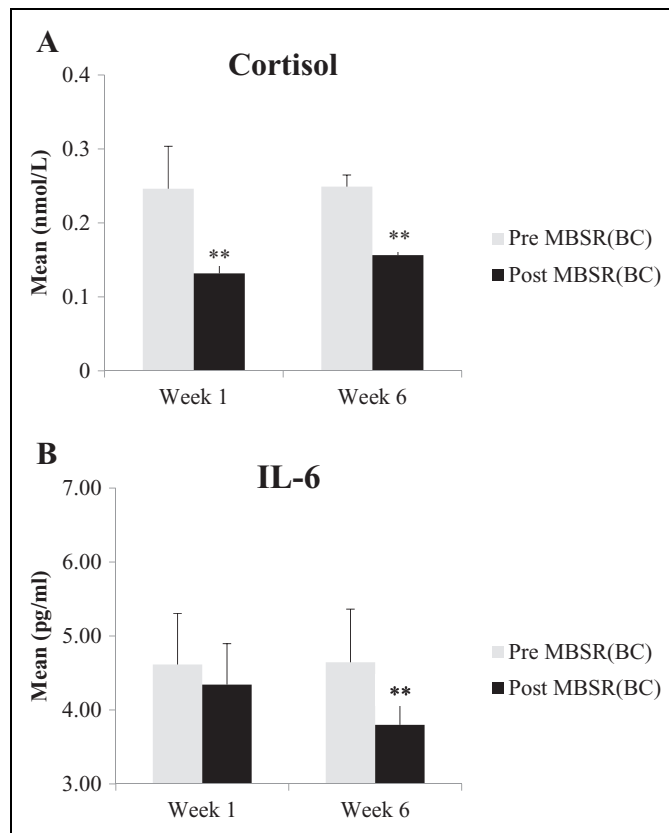 A
Cortisol
0.4
0.3
0.2
0.1
0
Mean (nmol/L)
**
**
Week 1
Week 6
Pre MBSR(BC)
Post MBSR(BC)
B
IL-6
7.00
6.00
5.00
4.00
3.00
Mean (pg/ml)
**
Week 1
Week 6
Pre MBSR(BC)
Post MBSR(BC)